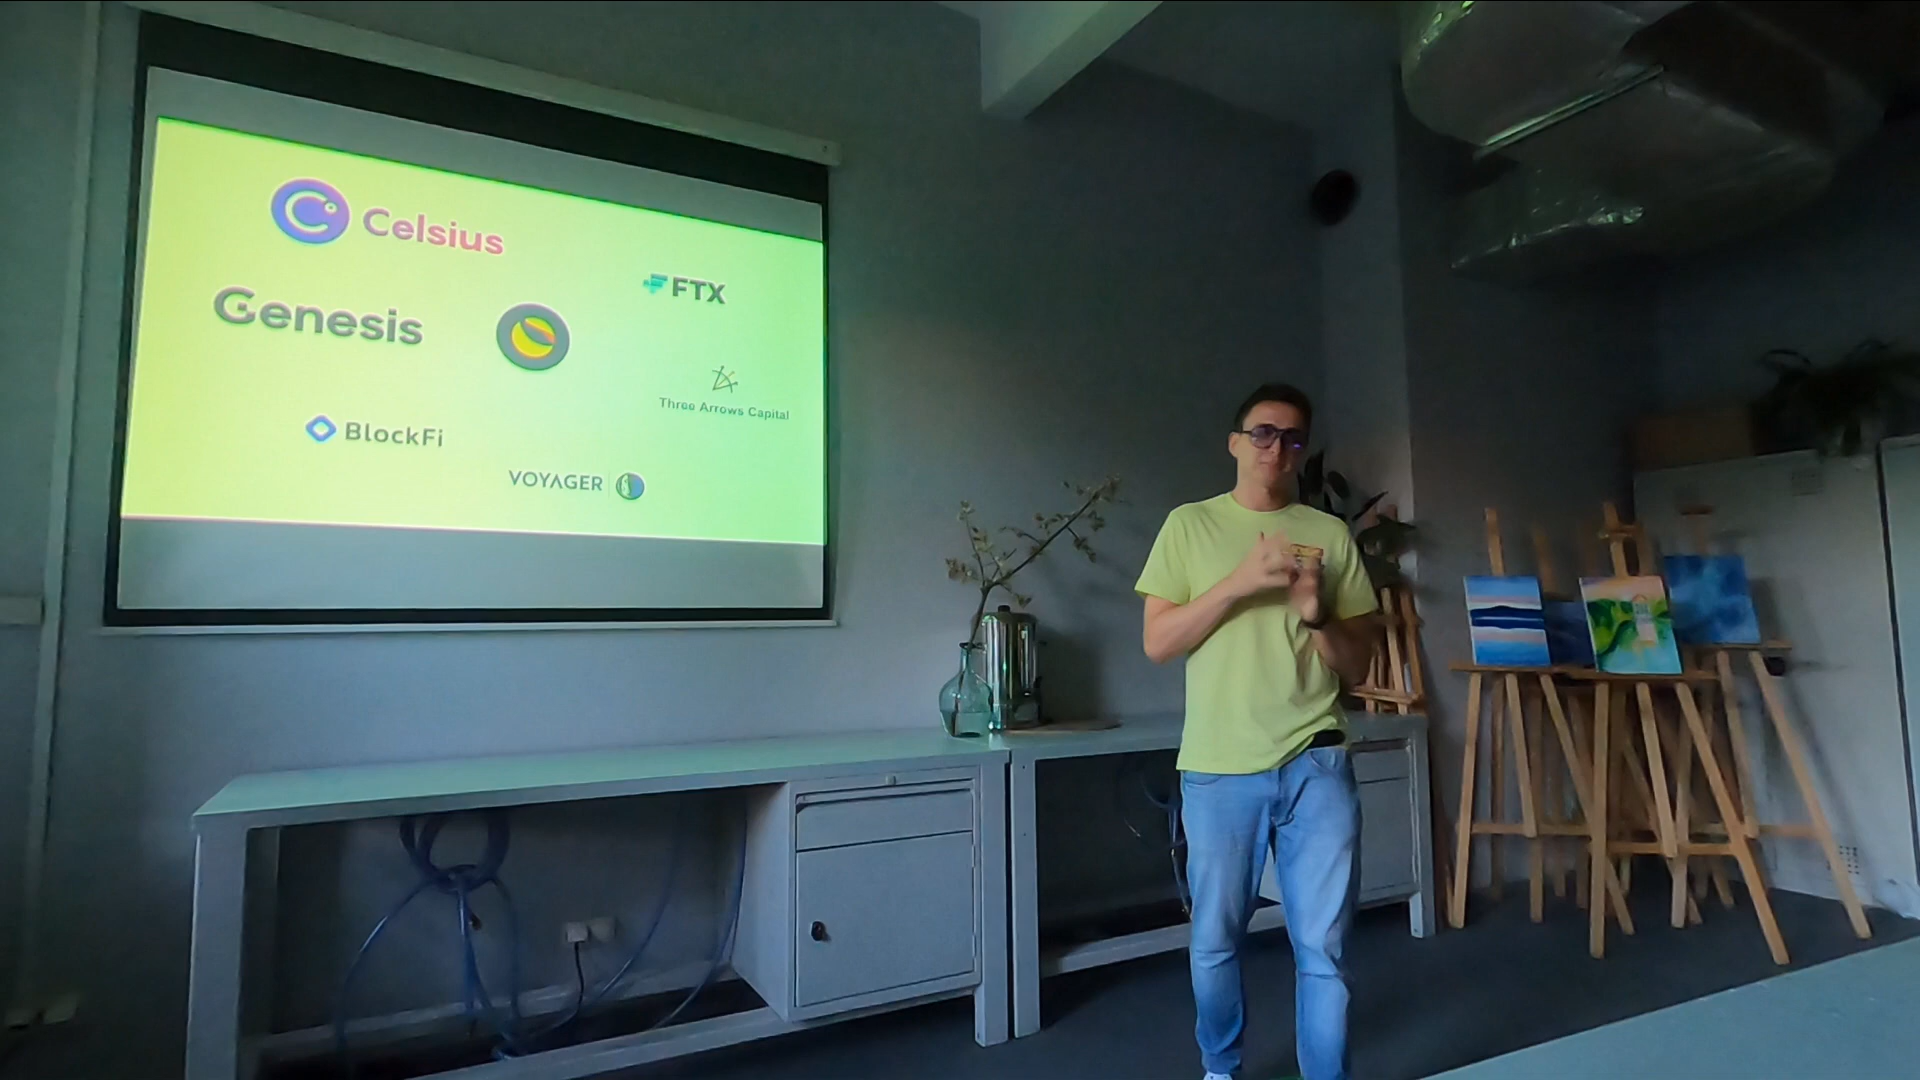 Celsius
FTX
Genesis
Three Arrows Capital
BlockFi
VOYAGER